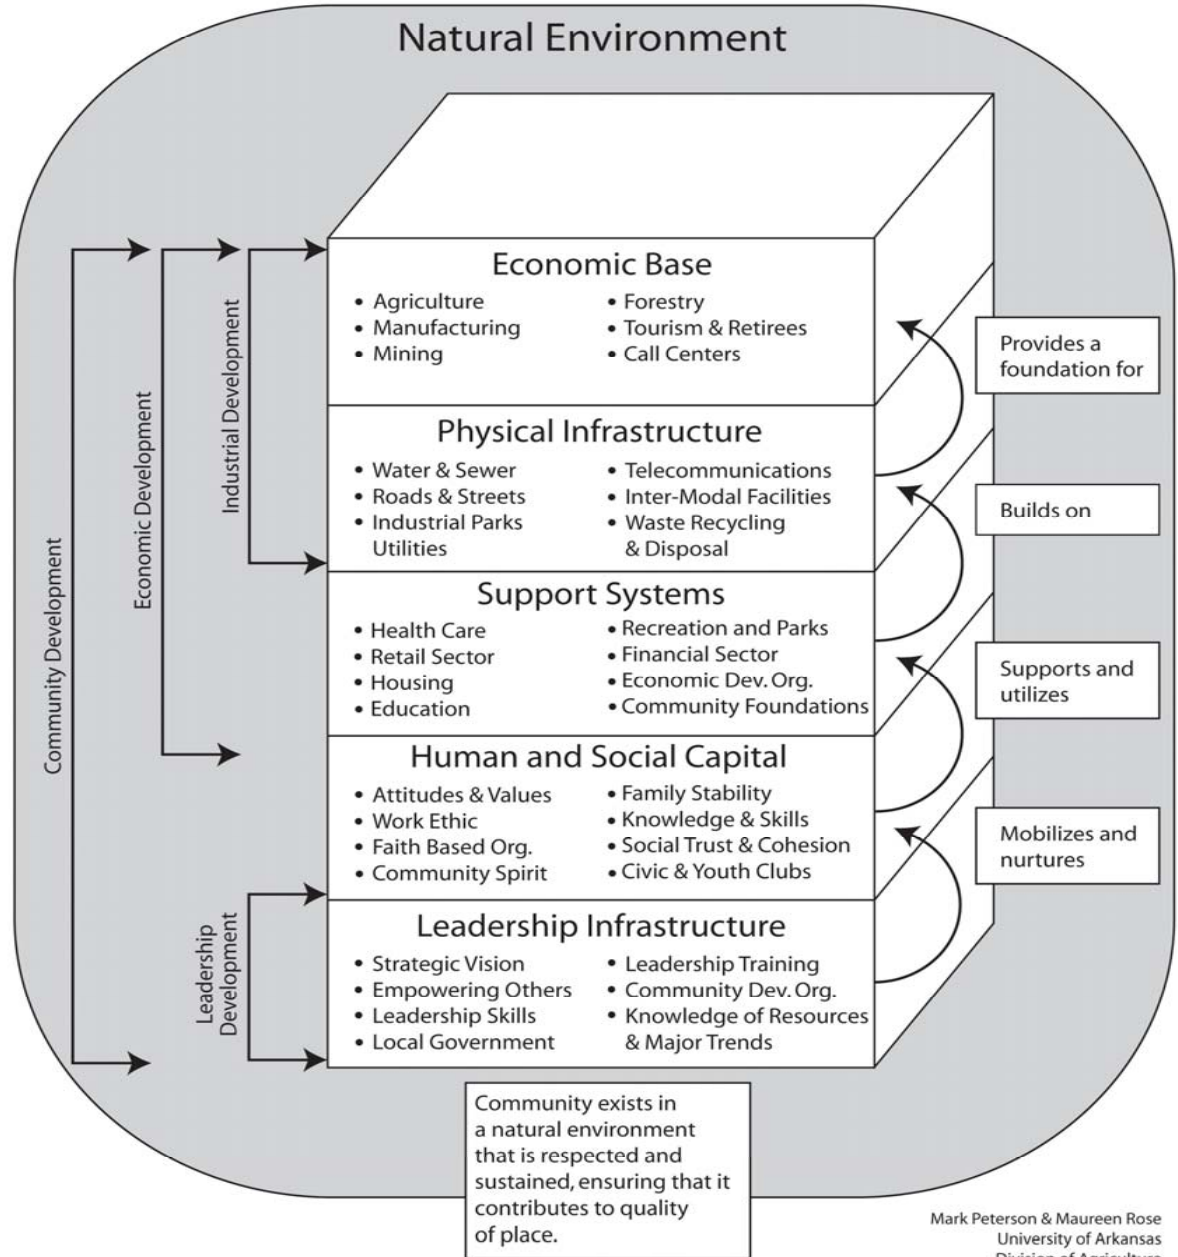 Natural Environment
Economic Base
• Agriculture
• Manufacturing
• Mining
• Forestry
• Tourism & Retirees
• Call Centers
Physical Infrastructure
• Water & Sewer
• Roads & Streets
• Industrial Parks
Utilities
• Telecommunications
• Inter-Modal Facilities
• Waste Recycling
& Disposal
Support Systems
• Health Care
• Retail Sector
• Housing
• Education
• Recreation and Parks
• Financial Sector
• Economic Dev. Org.
• Community Foundations
Human and Social Capital
• Attitudes & Values
• Work Ethic
• Faith Based Org.
• Community Spirit
• Family Stability
• Knowledge & Skills
• Social Trust & Cohesion
• Civic & Youth Clubs
Leadership Infrastructure
• Strategic Vision
• Empowering Others
• Leadership Skills
• Local Government
• Leadership Training
• Community Dev. Org.
• Knowledge of Resources
& Major Trends
Community Development
Economic Development
Industrial Development
Leadership
Development
Provides a
foundation for
Builds on
Supports and
utilizes
Mobilizes and
nurtures
Community exists in
a natural environment
that is respected and
sustained, ensuring that it
contributes to quality
of place.
Mark Peterson & Maureen Rose
University of Arkansas
Division of Agriculture